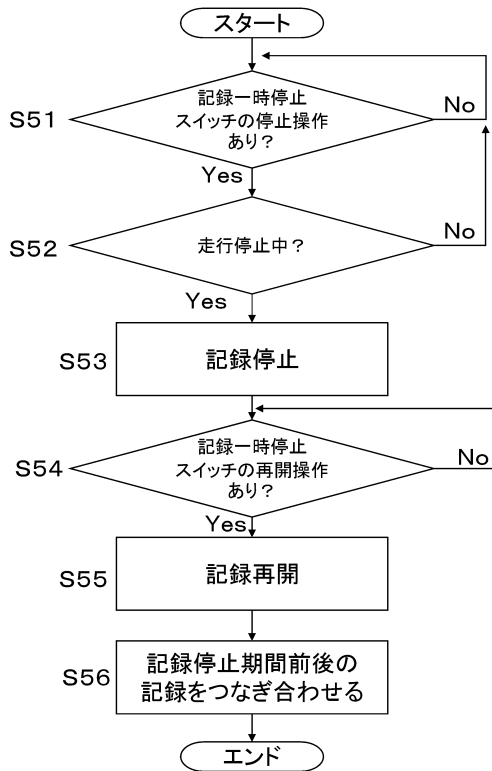 スタート
記録一時停止
スイッチの停止操作
あり？
S51
No
Yes
走行停止中？
S52
No
Yes
S53
記録停止
記録一時停止
スイッチの再開操作
あり？
S54
No
Yes
S55
記録再開
S56
記録停止期間前後の
記録をつなぎ合わせる
エンド